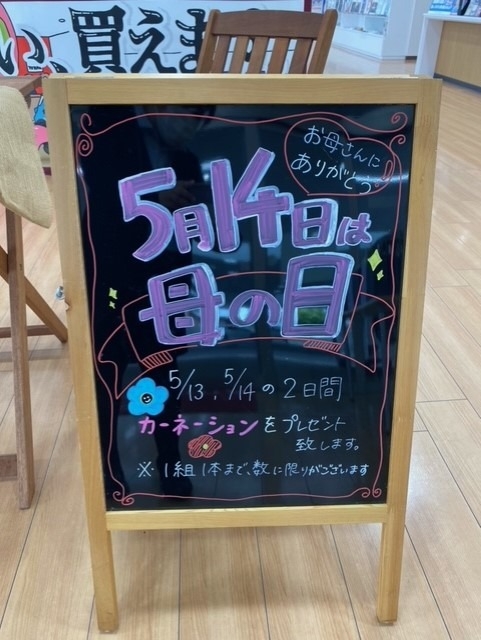 い、買えま
お母さんに
ありがとう
5月14日は
母の日
5/13、5/14の2日間
カーネーションをプレゼント
致します。
※1組1本まで、数に限りがございます